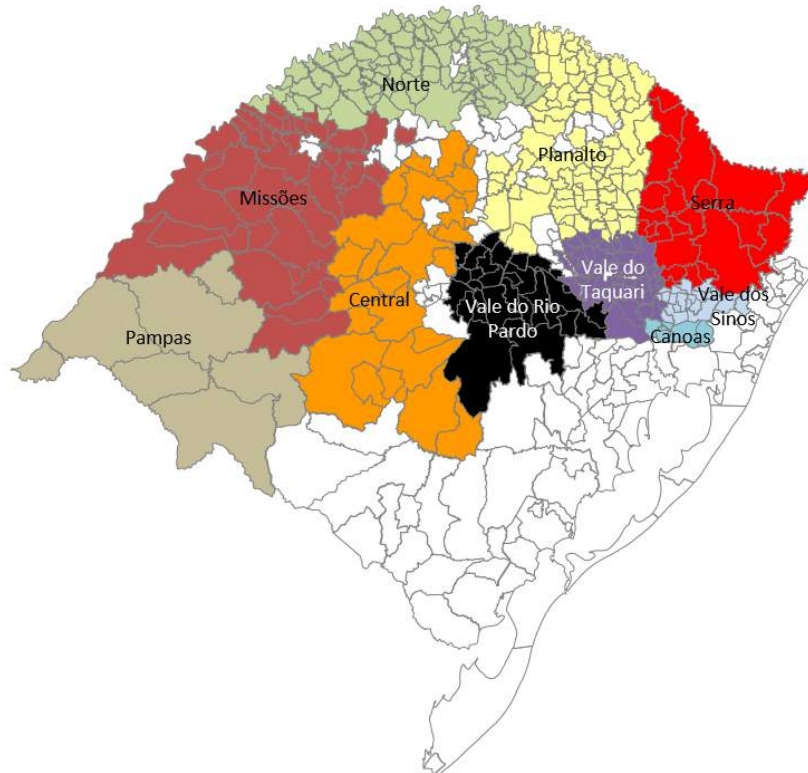 Norte
Planalto
Missões
Serra
Vale do
Taquari
Central
Vale do Rio
Pardo
Vale dos
Sinos
Pampas
Canoas